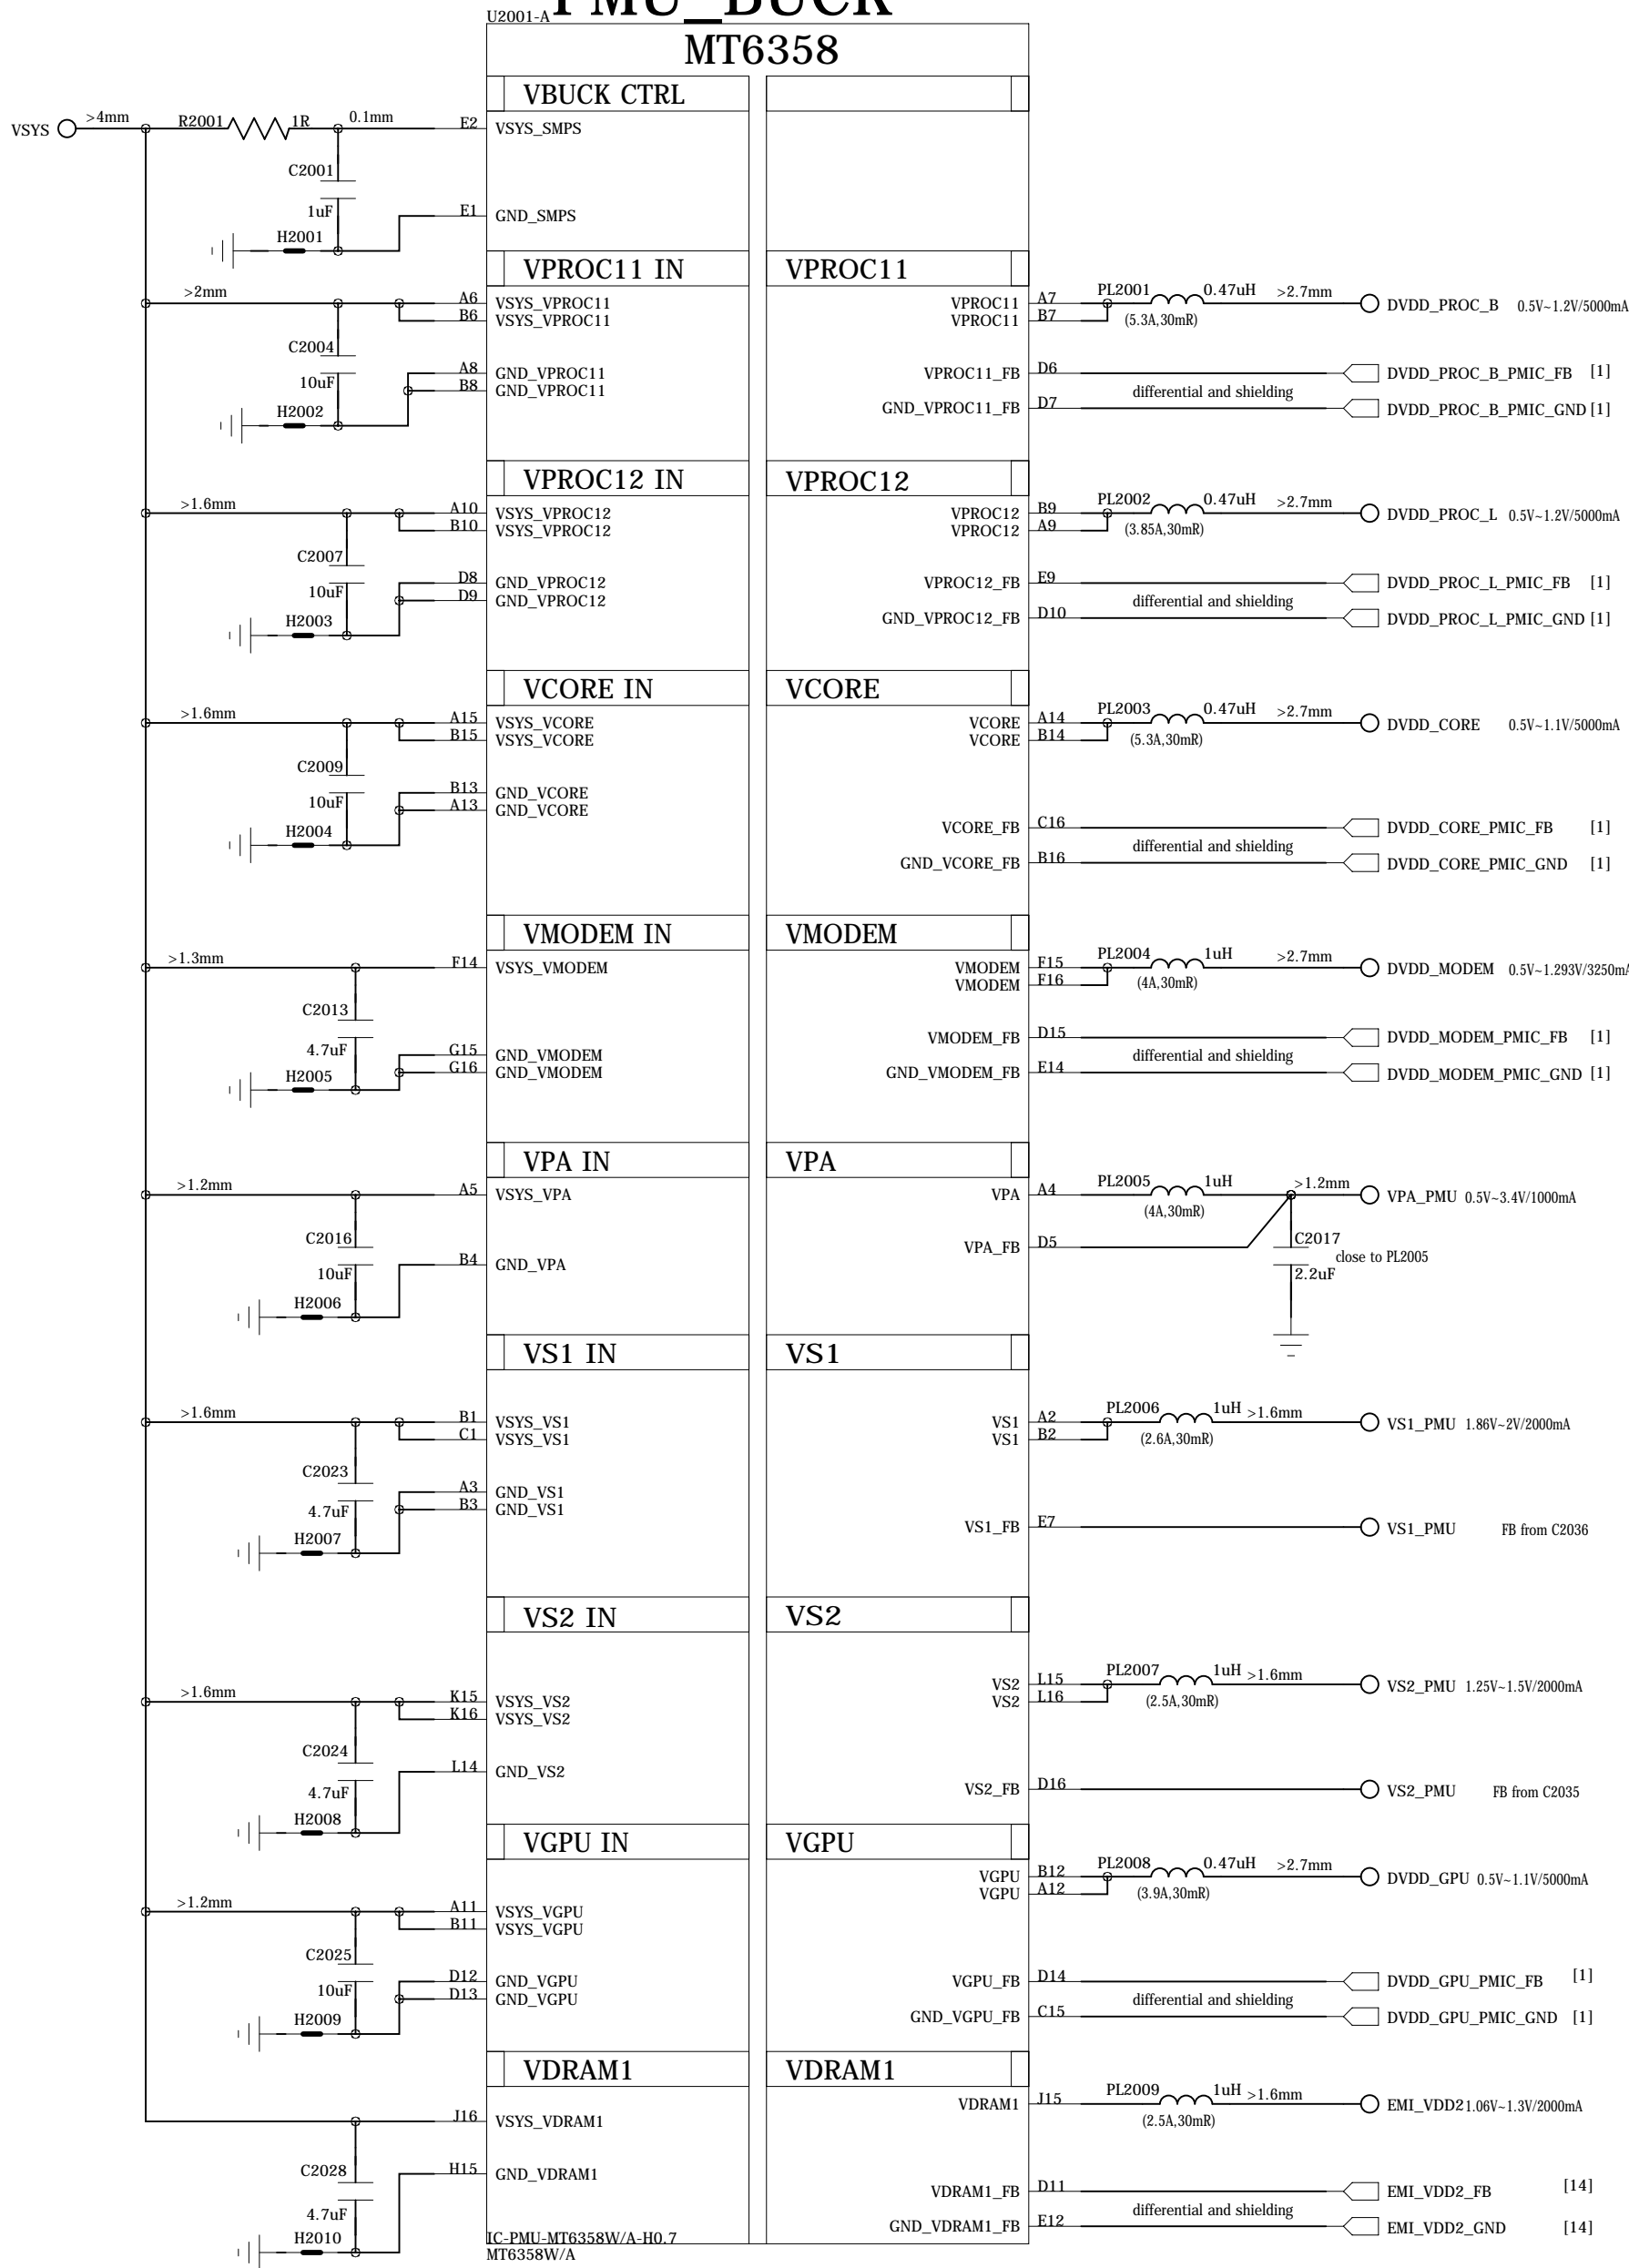 PMU_BUCK
U2001-A
MT6358
VBUCK CTRL
VSYS >4mm R2001 1R 0.1mm E2 VSYS_SMPS
C2001
1uF E1 GND_SMPS
H2001
VPROC11 IN VPROC11
>2mm A6 VSYS_VPROC11 VPROC11 A7 PL2001 0.47uH >2.7mm DVDD_PROC_B 0.5V~1.2V/5000mA
B6 VSYS_VPROC11 VPROC11 B7 (5.3A,30mR)
C2004
10uF A8 GND_VPROC11 VPROC11_FB D6 DVDD_PROC_B_PMIC_FB [1]
B8 GND_VPROC11 differential and shielding
H2002 GND_VPROC11_FB D7 DVDD_PROC_B_PMIC_GND [1]
VPROC12 IN VPROC12
>1.6mm A10 VSYS_VPROC12 VPROC12 B9 PL2002 0.47uH >2.7mm DVDD_PROC_L 0.5V~1.2V/5000mA
B10 VSYS_VPROC12 VPROC12 A9 (3.85A,30mR)
C2007
10uF D8 GND_VPROC12 VPROC12_FB E9 DVDD_PROC_L_PMIC_FB [1]
D9 GND_VPROC12 differential and shielding
H2003 GND_VPROC12_FB D10 DVDD_PROC_L_PMIC_GND [1]
VCORE IN VCORE
>1.6mm A15 VSYS_VCORE VCORE A14 PL2003 0.47uH >2.7mm DVDD_CORE 0.5V~1.1V/5000mA
B15 VSYS_VCORE VCORE B14 (5.3A,30mR)
C2009
10uF B13 GND_VCORE
A13 GND_VCORE
H2004 VCORE_FB C16 DVDD_CORE_PMIC_FB [1]
differential and shielding
GND_VCORE_FB B16 DVDD_CORE_PMIC_GND [1]
VMODEM IN VMODEM
>1.3mm F14 VSYS_VMODEM VMODEM F15 PL2004 1uH >2.7mm DVDD_MODEM 0.5V~1.293V/3250mA
VMODEM F16 (4A,30mR)
C2013
4.7uF VMODEM_FB D15 DVDD_MODEM_PMIC_FB [1]
G15 GND_VMODEM differential and shielding
H2005 G16 GND_VMODEM GND_VMODEM_FB E14 DVDD_MODEM_PMIC_GND [1]
VPA IN VPA
>1.2mm A5 VSYS_VPA VPA A4 PL2005 1uH >1.2mm VPA_PMU 0.5V~3.4V/1000mA
(4A,30mR)
C2016 VPA_FB D5 C2017
10uF B4 GND_VPA 2.2uF close to PL2005
H2006
VS1 IN VS1
>1.6mm B1 VSYS_VS1 VS1 A2 PL2006 1uH >1.6mm VS1_PMU 1.86V~2V/2000mA
C1 VSYS_VS1 VS1 B2 (2.6A,30mR)
C2023
4.7uF A3 GND_VS1
B3 GND_VS1
H2007 VS1_FB E7 VS1_PMU FB from C2036
VS2 IN VS2
VS2 L15 PL2007 1uH >1.6mm VS2_PMU 1.25V~1.5V/2000mA
>1.6mm K15 VSYS_VS2 VS2 L16 (2.5A,30mR)
K16 VSYS_VS2
C2024
4.7uF L14 GND_VS2 VS2_FB D16 VS2_PMU FB from C2035
H2008
VGPU IN VGPU
VGPU B12 PL2008 0.47uH >2.7mm DVDD_GPU 0.5V~1.1V/5000mA
VGPU A12 (3.9A,30mR)
>1.2mm A11 VSYS_VGPU
B11 VSYS_VGPU
C2025
10uF D12 GND_VGPU VGPU_FB D14 DVDD_GPU_PMIC_FB [1]
D13 GND_VGPU differential and shielding
H2009 GND_VGPU_FB C15 DVDD_GPU_PMIC_GND [1]
VDRAM1 VDRAM1
VDRAM1 J15 PL2009 1uH >1.6mm EMI_VDD2 1.06V~1.3V/2000mA
J16 VSYS_VDRAM1 (2.5A,30mR)
C2028 H15 GND_VDRAM1
4.7uF VDRAM1_FB D11 EMI_VDD2_FB [14]
differential and shielding
H2010 GND_VDRAM1_FB E12 EMI_VDD2_GND [14]
IC-PMU-MT6358W/A-H0.7
MT6358W/A